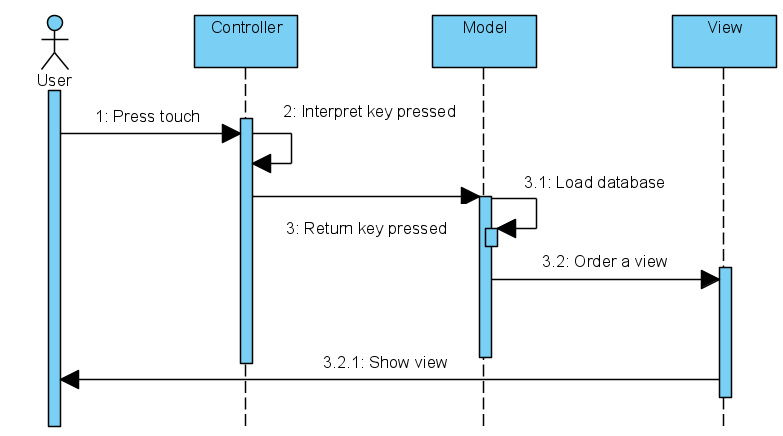 Controller
Model
View
User
1: Press touch
2: Interpret key pressed
3.1: Load database
3: Return key pressed
3.2: Order a view
3.2.1: Show view